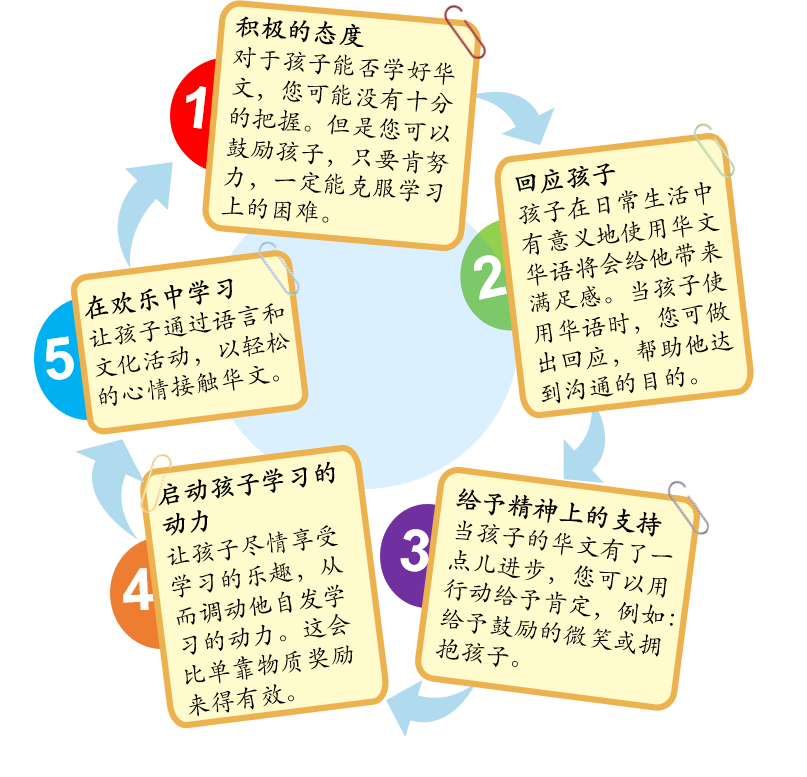 1
积极的态度
对于孩子能否学好华
文，您可能没有十分
的把握。但是您可以
鼓励孩子，只要肯努
力，一定能克服学习
上的困难。
2
回应孩子
孩子在日常生活中
有意义地使用华文
华语将会给他带来
满足感。当孩子使
用华语时，您可做
出回应，帮助他达
到沟通的目的。
3
给予精神上的支持
当孩子的华文有了一
点儿进步，您可以用
行动给予肯定，例如：
给予鼓励的微笑或拥
抱孩子。
4
启动孩子学习的
动力
让孩子尽情享受
学习的乐趣，从
而调动他自发学
习的动力。这会
比单靠物质奖励
来得有效。
5
在欢乐中学习
让孩子通过语言和
文化活动，以轻松
的心情接触华文。